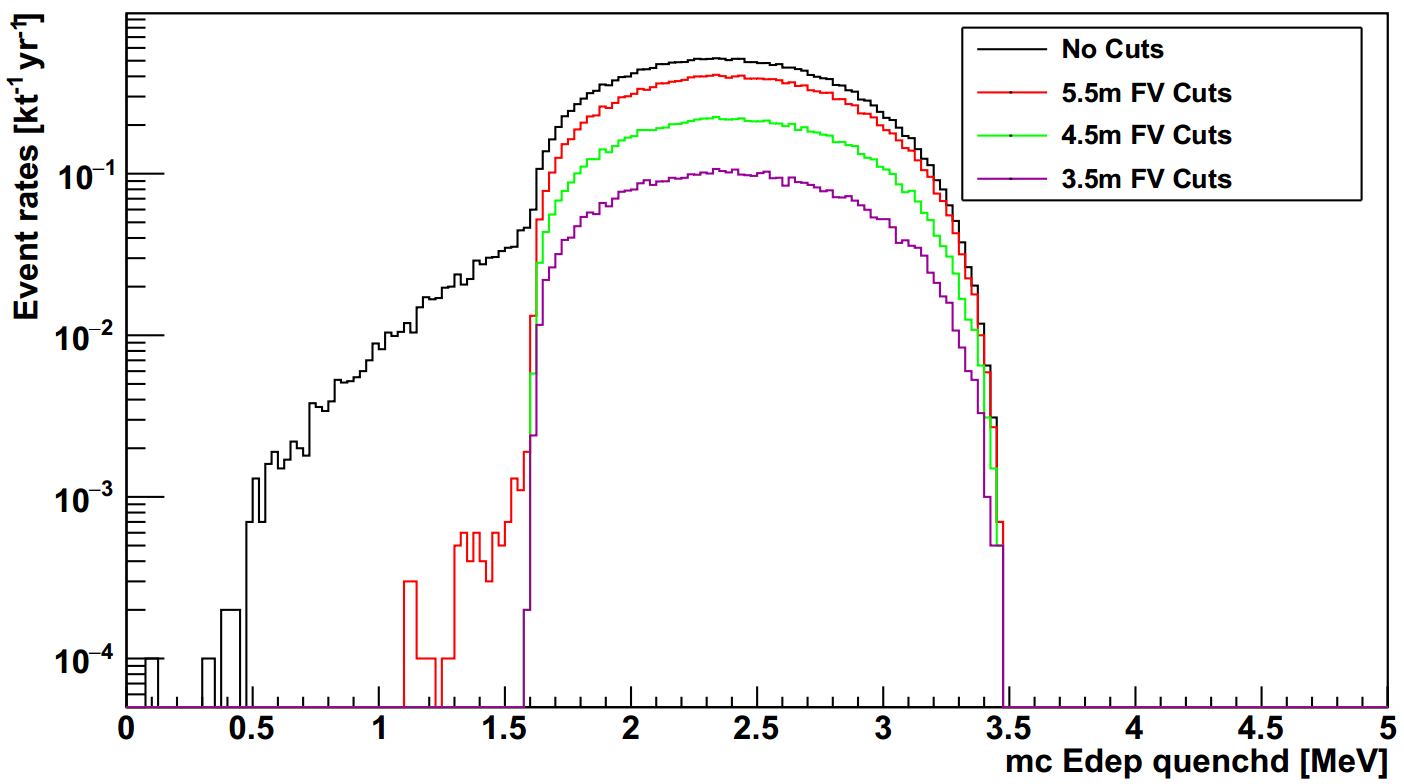 Event rates [kt⁻¹ yr⁻¹]
No Cuts
5.5m FV Cuts
4.5m FV Cuts
3.5m FV Cuts
10⁻¹
10⁻²
10⁻³
10⁻⁴
0 0.5 1 1.5 2 2.5 3 3.5 4 4.5 5
mc Edep quenchd [MeV]